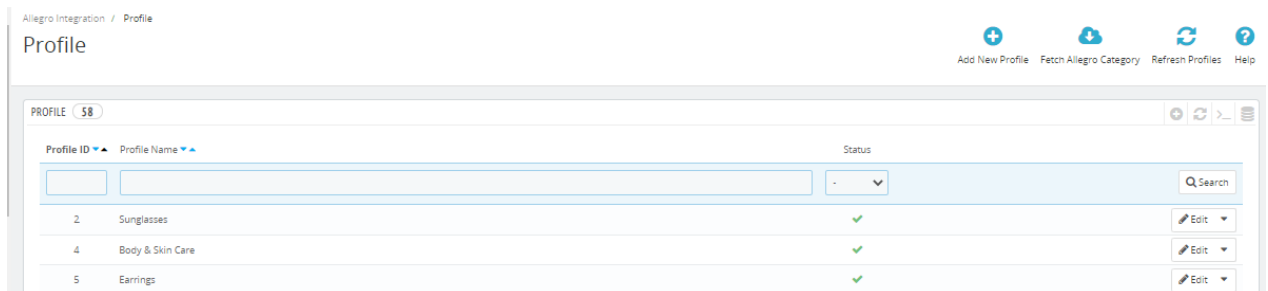 Allegro Integration / Profile
Profile
Add New Profile Fetch Allegro Category Refresh Profiles Help
PROFILE 58
Profile ID Profile Name Status
- Search
2 Sunglasses Edit
4 Body & Skin Care Edit
5 Earrings Edit